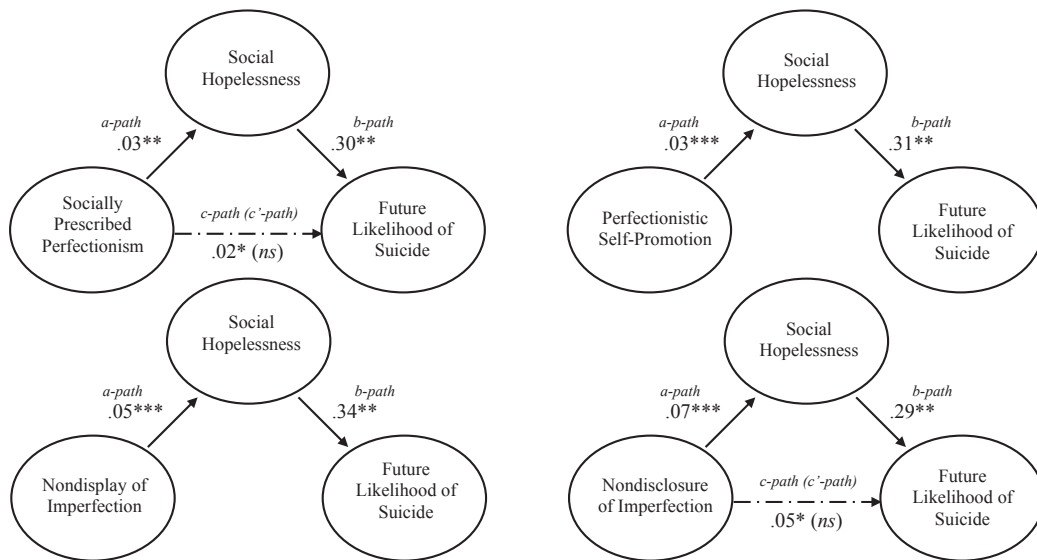 Social
Hopelessness
a-path
.03**
b-path
.30**
Socially
Prescribed
Perfectionism
c-path (c’-path)
.02* (ns)
Future
Likelihood of
Suicide
Social
Hopelessness
a-path
.03***
b-path
.31**
Perfectionistic
Self-Promotion
Future
Likelihood of
Suicide
Social
Hopelessness
a-path
.05***
b-path
.34**
Nondisplay of
Imperfection
Future
Likelihood of
Suicide
Social
Hopelessness
a-path
.07***
b-path
.29**
Nondisclosure
of Imperfection
c-path (c’-path)
.05* (ns)
Future
Likelihood of
Suicide